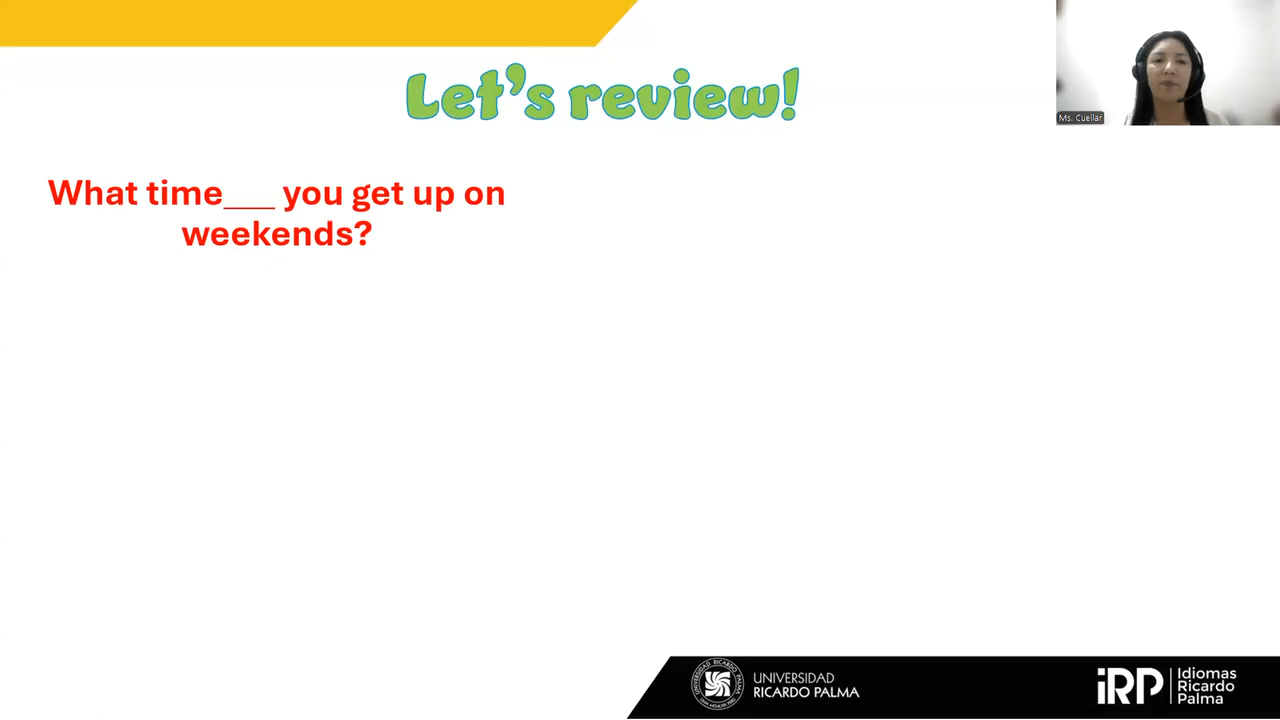 Let's review!
Ms. Cuellar
What time___ you get up on
weekends?
UNIVERSIDAD
RICARDO PALMA
iRP
Idiomas
Ricardo
Palma